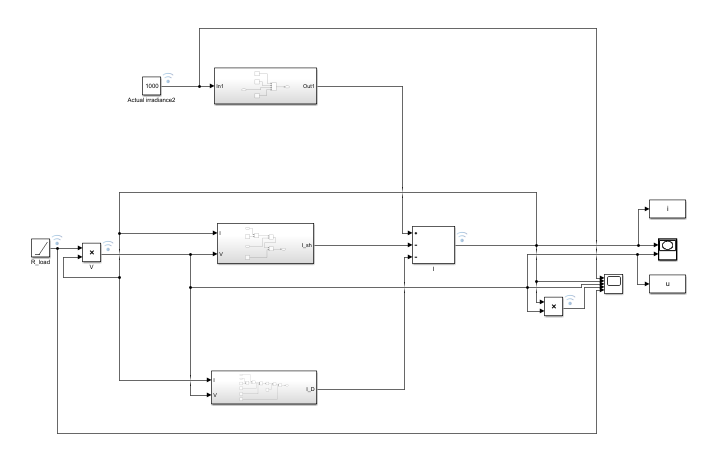 1000
In1
Out1
Actual irradiance2
i
I
V
I_sh
+
−
−
I
R_load
×
V
u
×
I
V
I_D